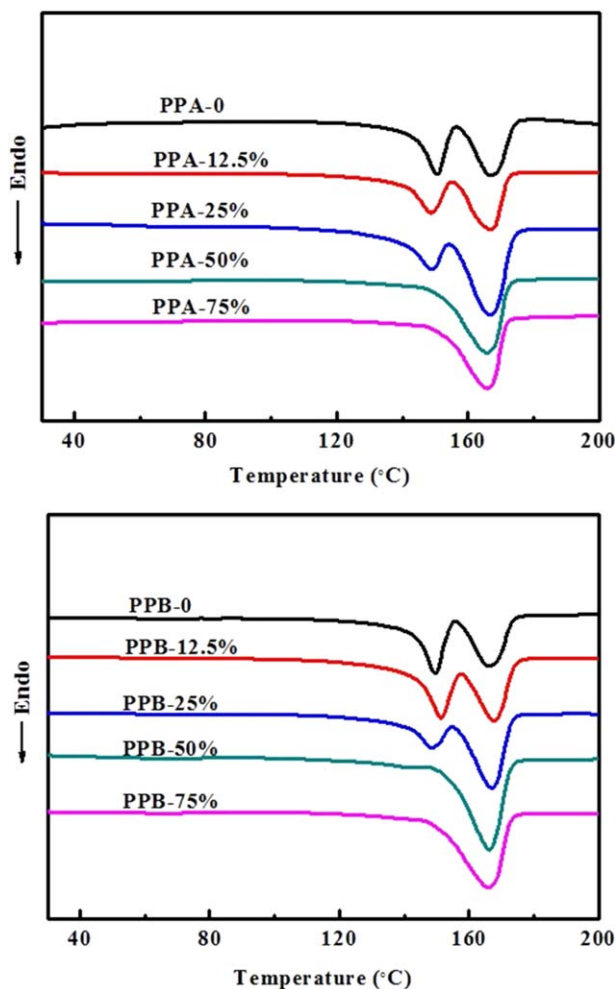 PPA-0
PPA-12.5%
PPA-25%
PPA-50%
PPA-75%
Endo
40 80 120 160 200
Temperature (°C)
PPB-0
PPB-12.5%
PPB-25%
PPB-50%
PPB-75%
Endo
40 80 120 160 200
Temperature (°C)